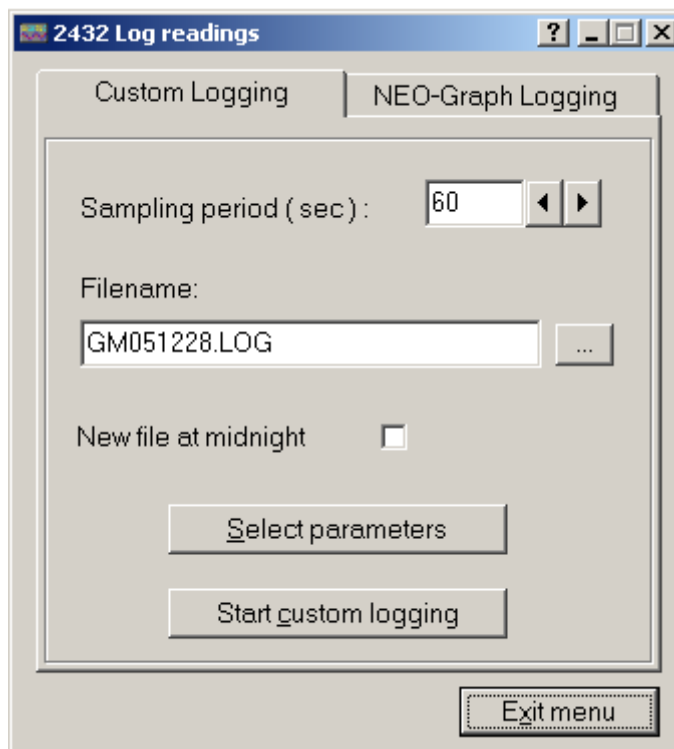 2432 Log readings
Custom Logging
NEO-Graph Logging
Sampling period ( sec ) :
60
Filename:
GM051228.LOG
...
New file at midnight
Select parameters
Start custom logging
Exit menu